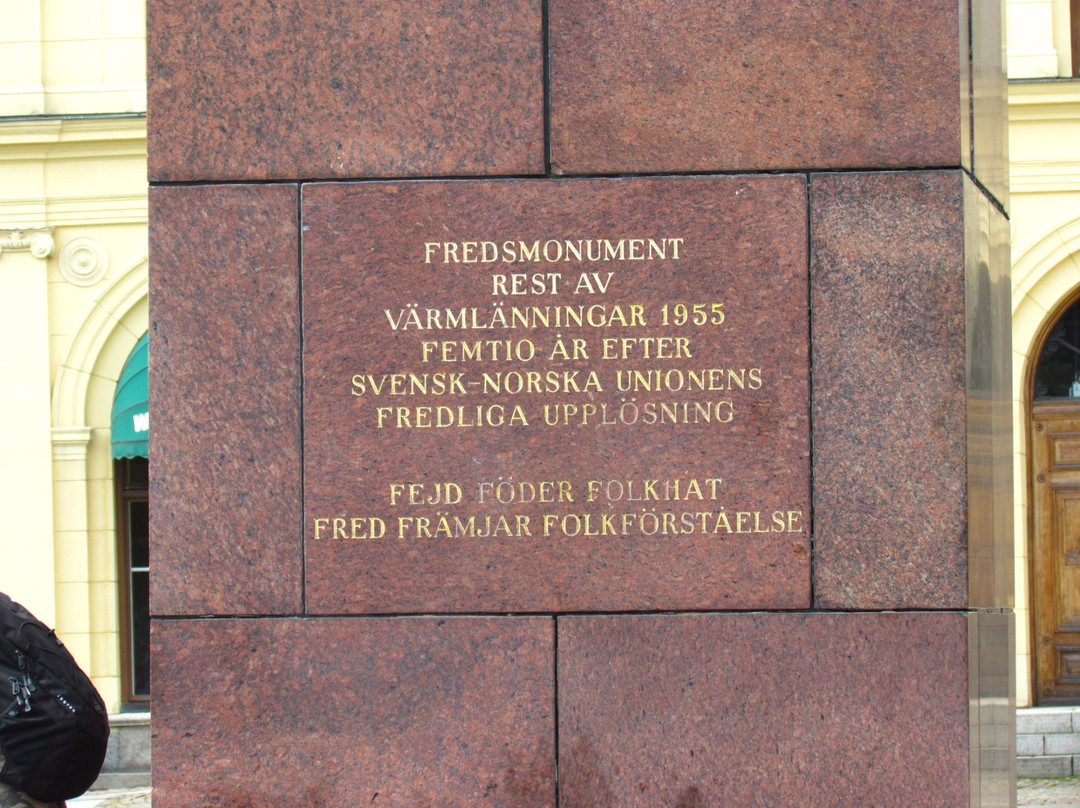 FREDSMONUMENT
REST AV
VÄRMLÄNNINGAR 1955
FEMTIO ÅR EFTER
SVENSK-NORSKA UNIONENS
FREDLIGA UPPLÖSNING
FEJD FÖDER FOLKHAT
FRED FRÄMJAR FOLKFÖRSTÅELSE